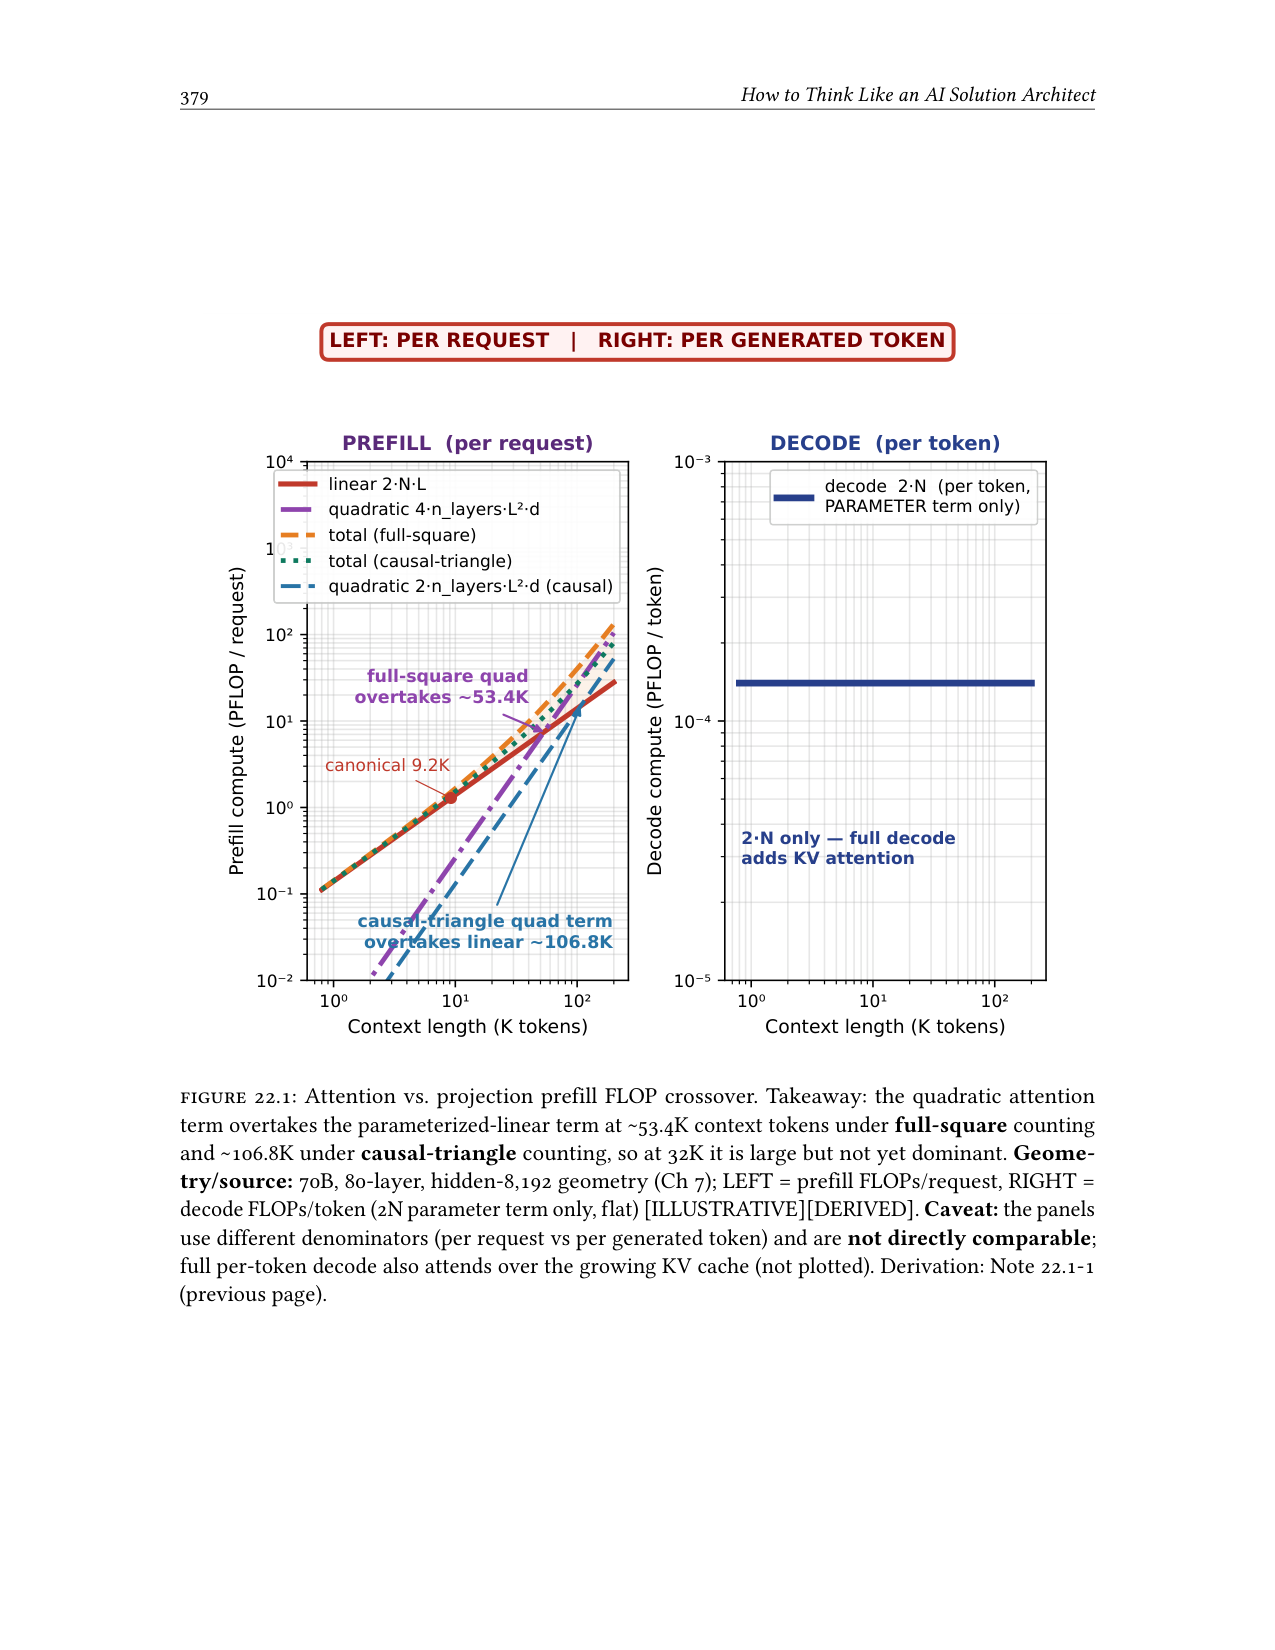 379 How to Think Like an AI Solution Architect
LEFT: PER REQUEST | RIGHT: PER GENERATED TOKEN
PREFILL (per request)
10⁴
10³
10²
10¹
10⁰
10⁻¹
10⁻²
Prefill compute (PFLOP / request)
linear 2·N·L
quadratic 4·n_layers·L²·d
total (full-square)
total (causal-triangle)
quadratic 2·n_layers·L²·d (causal)
full-square quad
overtakes ~53.4K
canonical 9.2K
causal-triangle quad term
overtakes linear ~106.8K
10⁰ 10¹ 10²
Context length (K tokens)
DECODE (per token)
10⁻³
10⁻⁴
10⁻⁵
Decode compute (PFLOP / token)
decode 2·N (per token,
PARAMETER term only)
2·N only — full decode
adds KV attention
10⁰ 10¹ 10²
Context length (K tokens)
FIGURE 22.1: Attention vs. projection prefill FLOP crossover. Takeaway: the quadratic attention
term overtakes the parameterized-linear term at ~53.4K context tokens under full-square counting
and ~106.8K under causal-triangle counting, so at 32K it is large but not yet dominant. Geome-
try/source: 70B, 80-layer, hidden-8,192 geometry (Ch 7); LEFT = prefill FLOPs/request, RIGHT =
decode FLOPs/token (2N parameter term only, flat) [ILLUSTRATIVE][DERIVED]. Caveat: the panels
use different denominators (per request vs per generated token) and are not directly comparable;
full per-token decode also attends over the growing KV cache (not plotted). Derivation: Note 22.1-1
(previous page).